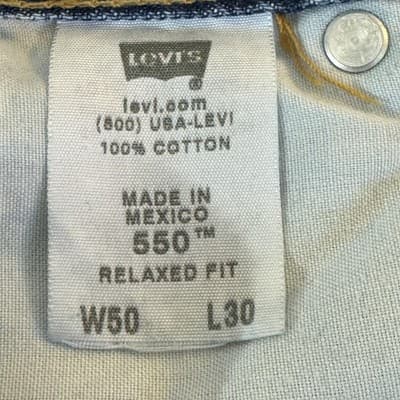 Levi's
®
levi.com
(800) USA-LEVI
100% COTTON
MADE IN
MEXICO
550™
RELAXED FIT
W50 L30